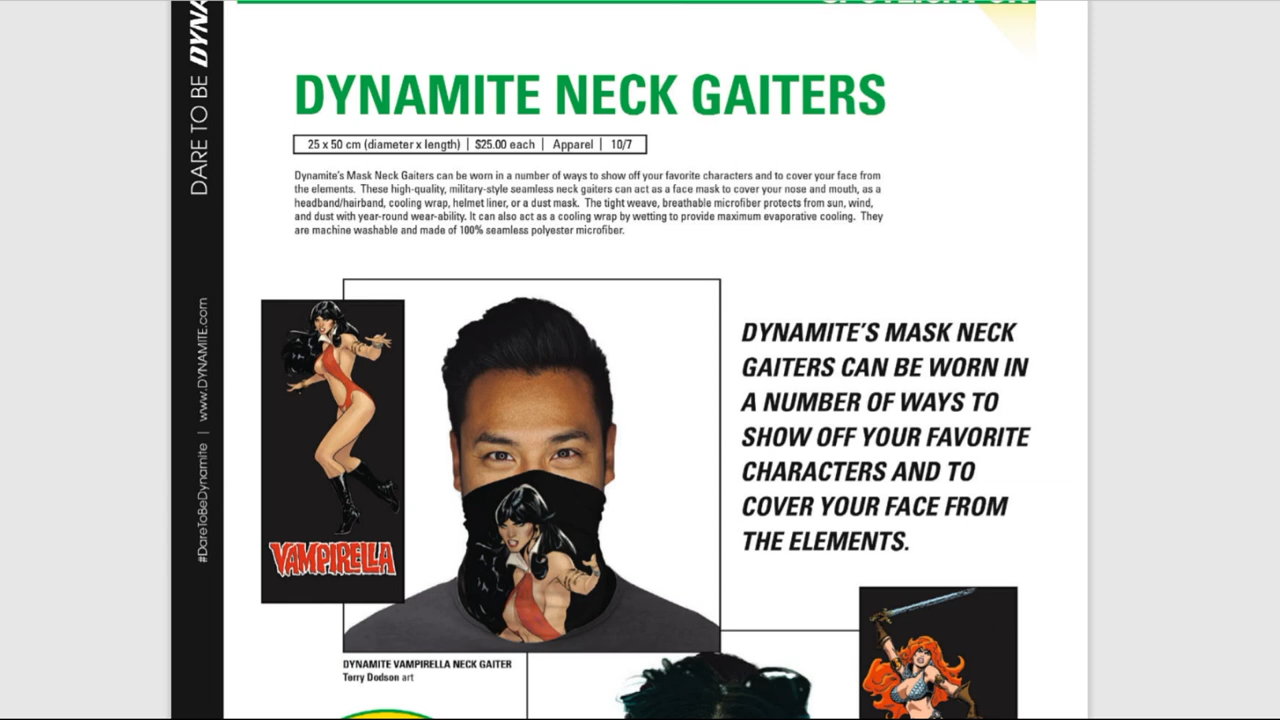 SPOTLIGHT ON
DARE TO BE DYNA
#DareToBeDynamite | www.DYNAMITE.com
DYNAMITE NECK GAITERS
25 x 50 cm (diameter x length) | $25.00 each | Apparel | 10/7
Dynamite's Mask Neck Gaiters can be worn in a number of ways to show off your favorite characters and to cover your face from
the elements. These high-quality, military-style seamless neck gaiters can act as a face mask to cover your nose and mouth, as a
headband/hairband, cooling wrap, helmet liner, or a dust mask. The tight weave, breathable microfiber protects from sun, wind,
and dust with year-round wear-ability. It can also act as a cooling wrap by wetting to provide maximum evaporative cooling. They
are machine washable and made of 100% seamless polyester microfiber.
VAMPIRELLA
DYNAMITE'S MASK NECK
GAITERS CAN BE WORN IN
A NUMBER OF WAYS TO
SHOW OFF YOUR FAVORITE
CHARACTERS AND TO
COVER YOUR FACE FROM
THE ELEMENTS.
DYNAMITE VAMPIRELLA NECK GAITER
Terry Dodson art